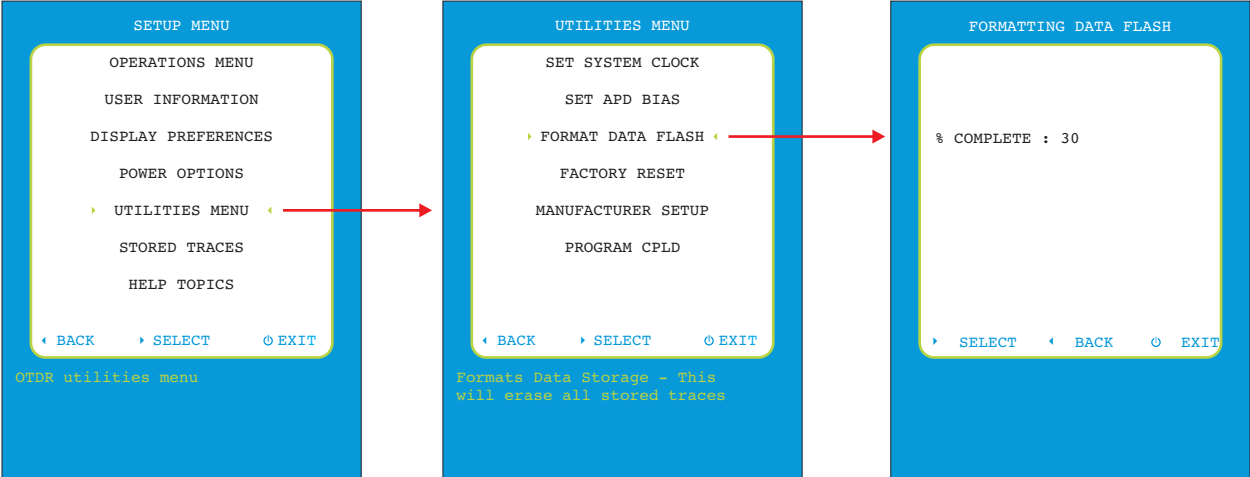 SETUP MENU
OPERATIONS MENU
USER INFORMATION
DISPLAY PREFERENCES
POWER OPTIONS
UTILITIES MENU
STORED TRACES
HELP TOPICS
BACK SELECT EXIT
OTDR utilities menu
UTILITIES MENU
SET SYSTEM CLOCK
SET APD BIAS
FORMAT DATA FLASH
FACTORY RESET
MANUFACTURER SETUP
PROGRAM CPLD
BACK SELECT EXIT
Formats Data Storage – This
will erase all stored traces
FORMATTING DATA FLASH
% COMPLETE : 30
SELECT BACK EXIT